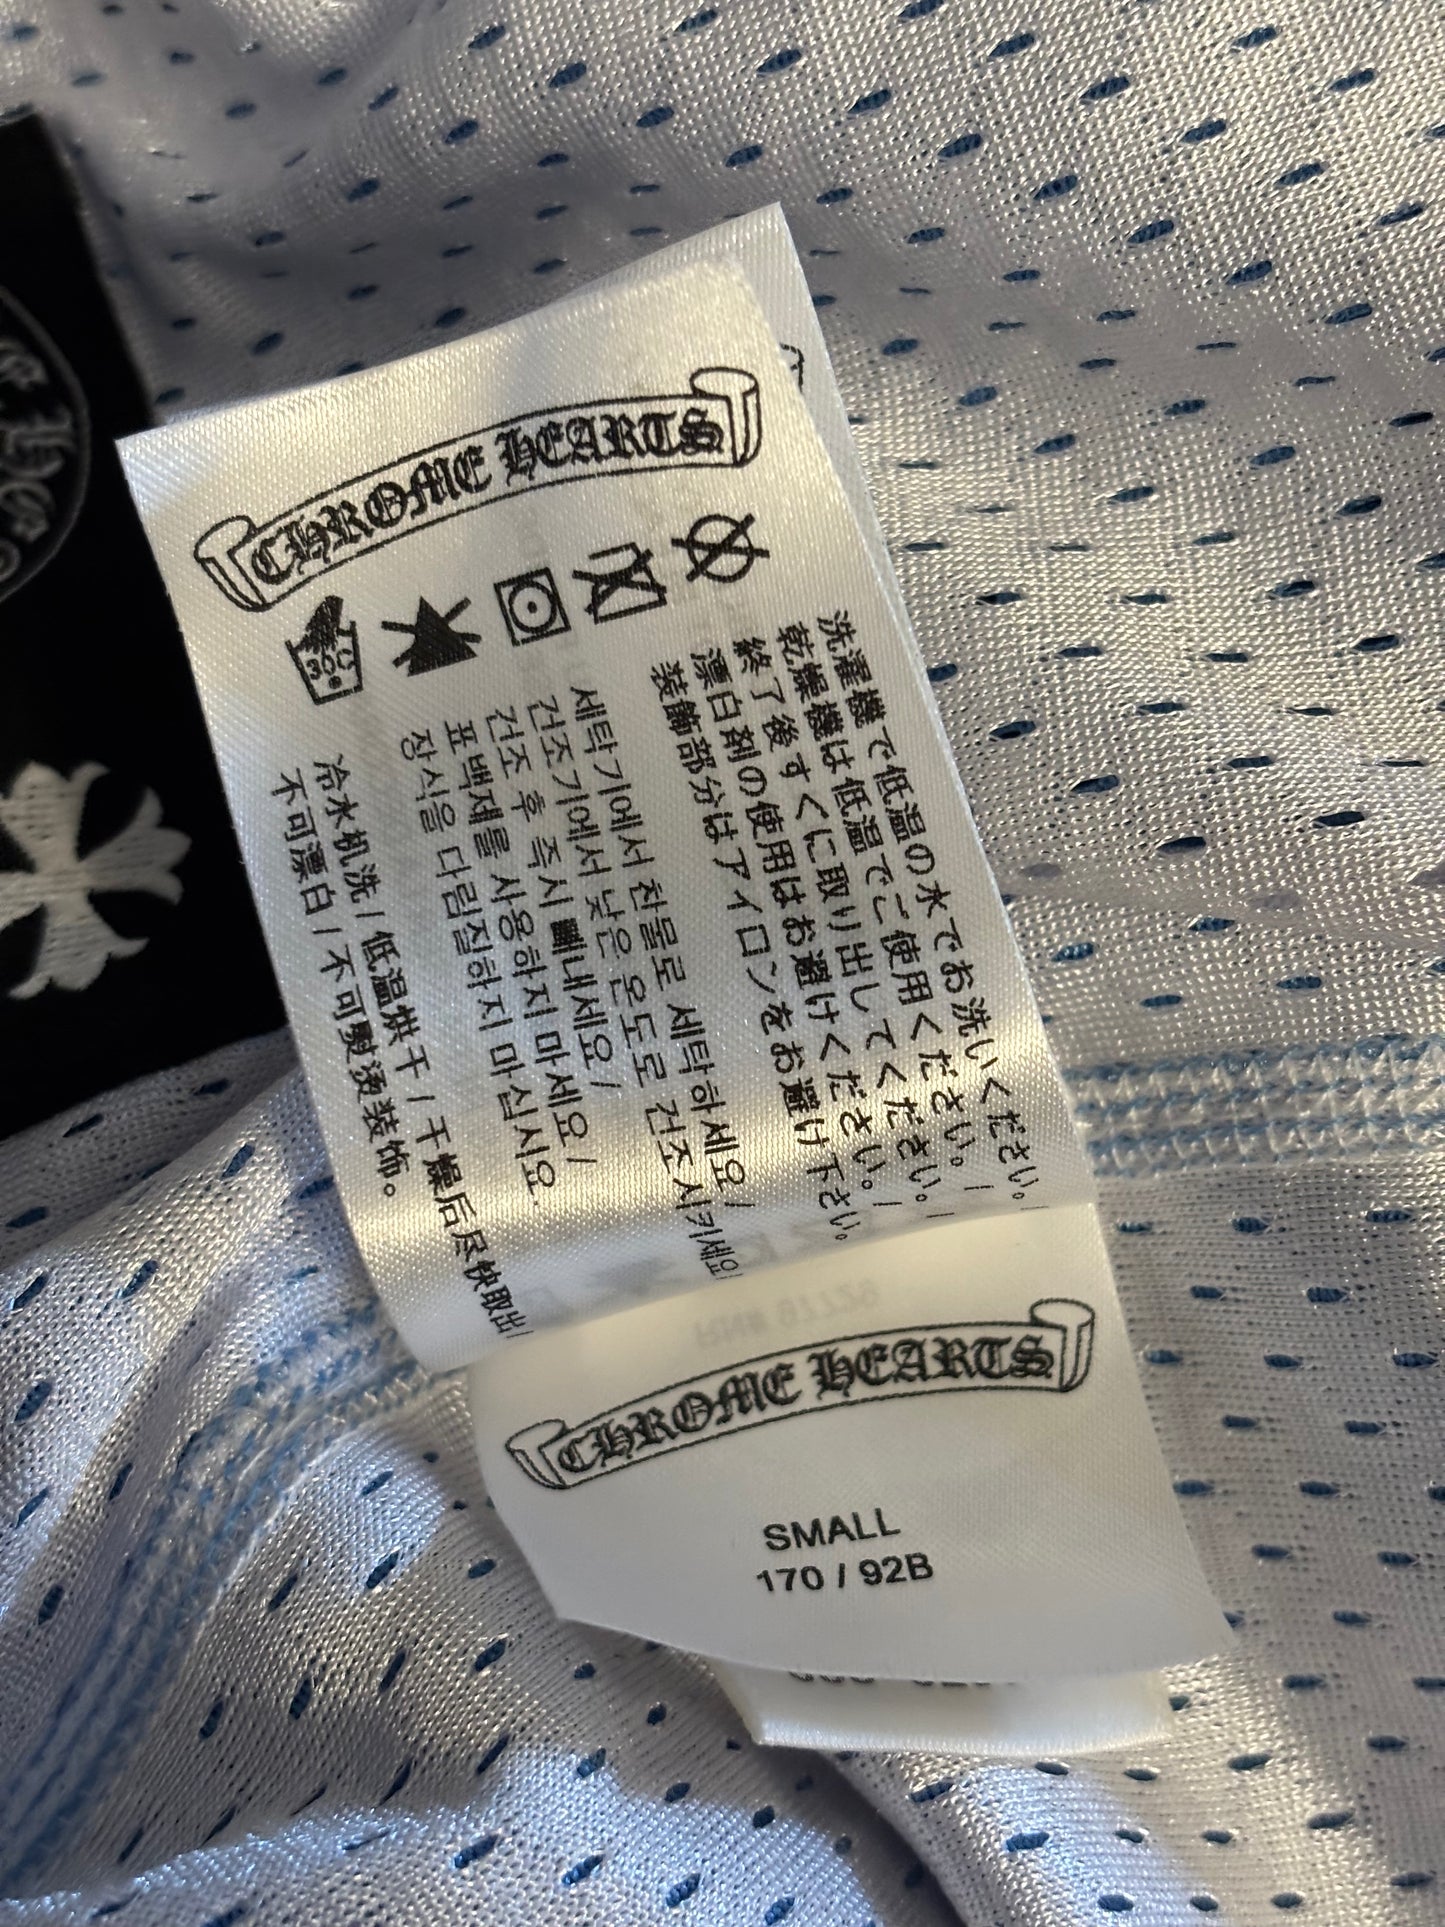 CHROME HEARTS
30°C
洗濯機で低温の水でお洗いください。/
乾燥機は低温でご使用ください。/
終了後すぐに取り出してください。/
漂白剤の使用はお避けください。/
装飾部分はアイロンをお避け下さい。
세탁기에서 찬물로 세탁하세요 /
건조기에서 낮은 온도로 건조시키세요/
건조 후 즉시 빼내세요 /
표백제를 사용하지 마세요 /
장식을 다림질하지 마십시요.
冷水机洗 / 低温烘干 / 干燥后尽快取出/
不可漂白 / 不可熨烫装饰。
RN# 91759
CHROME HEARTS
SMALL
170 / 92B